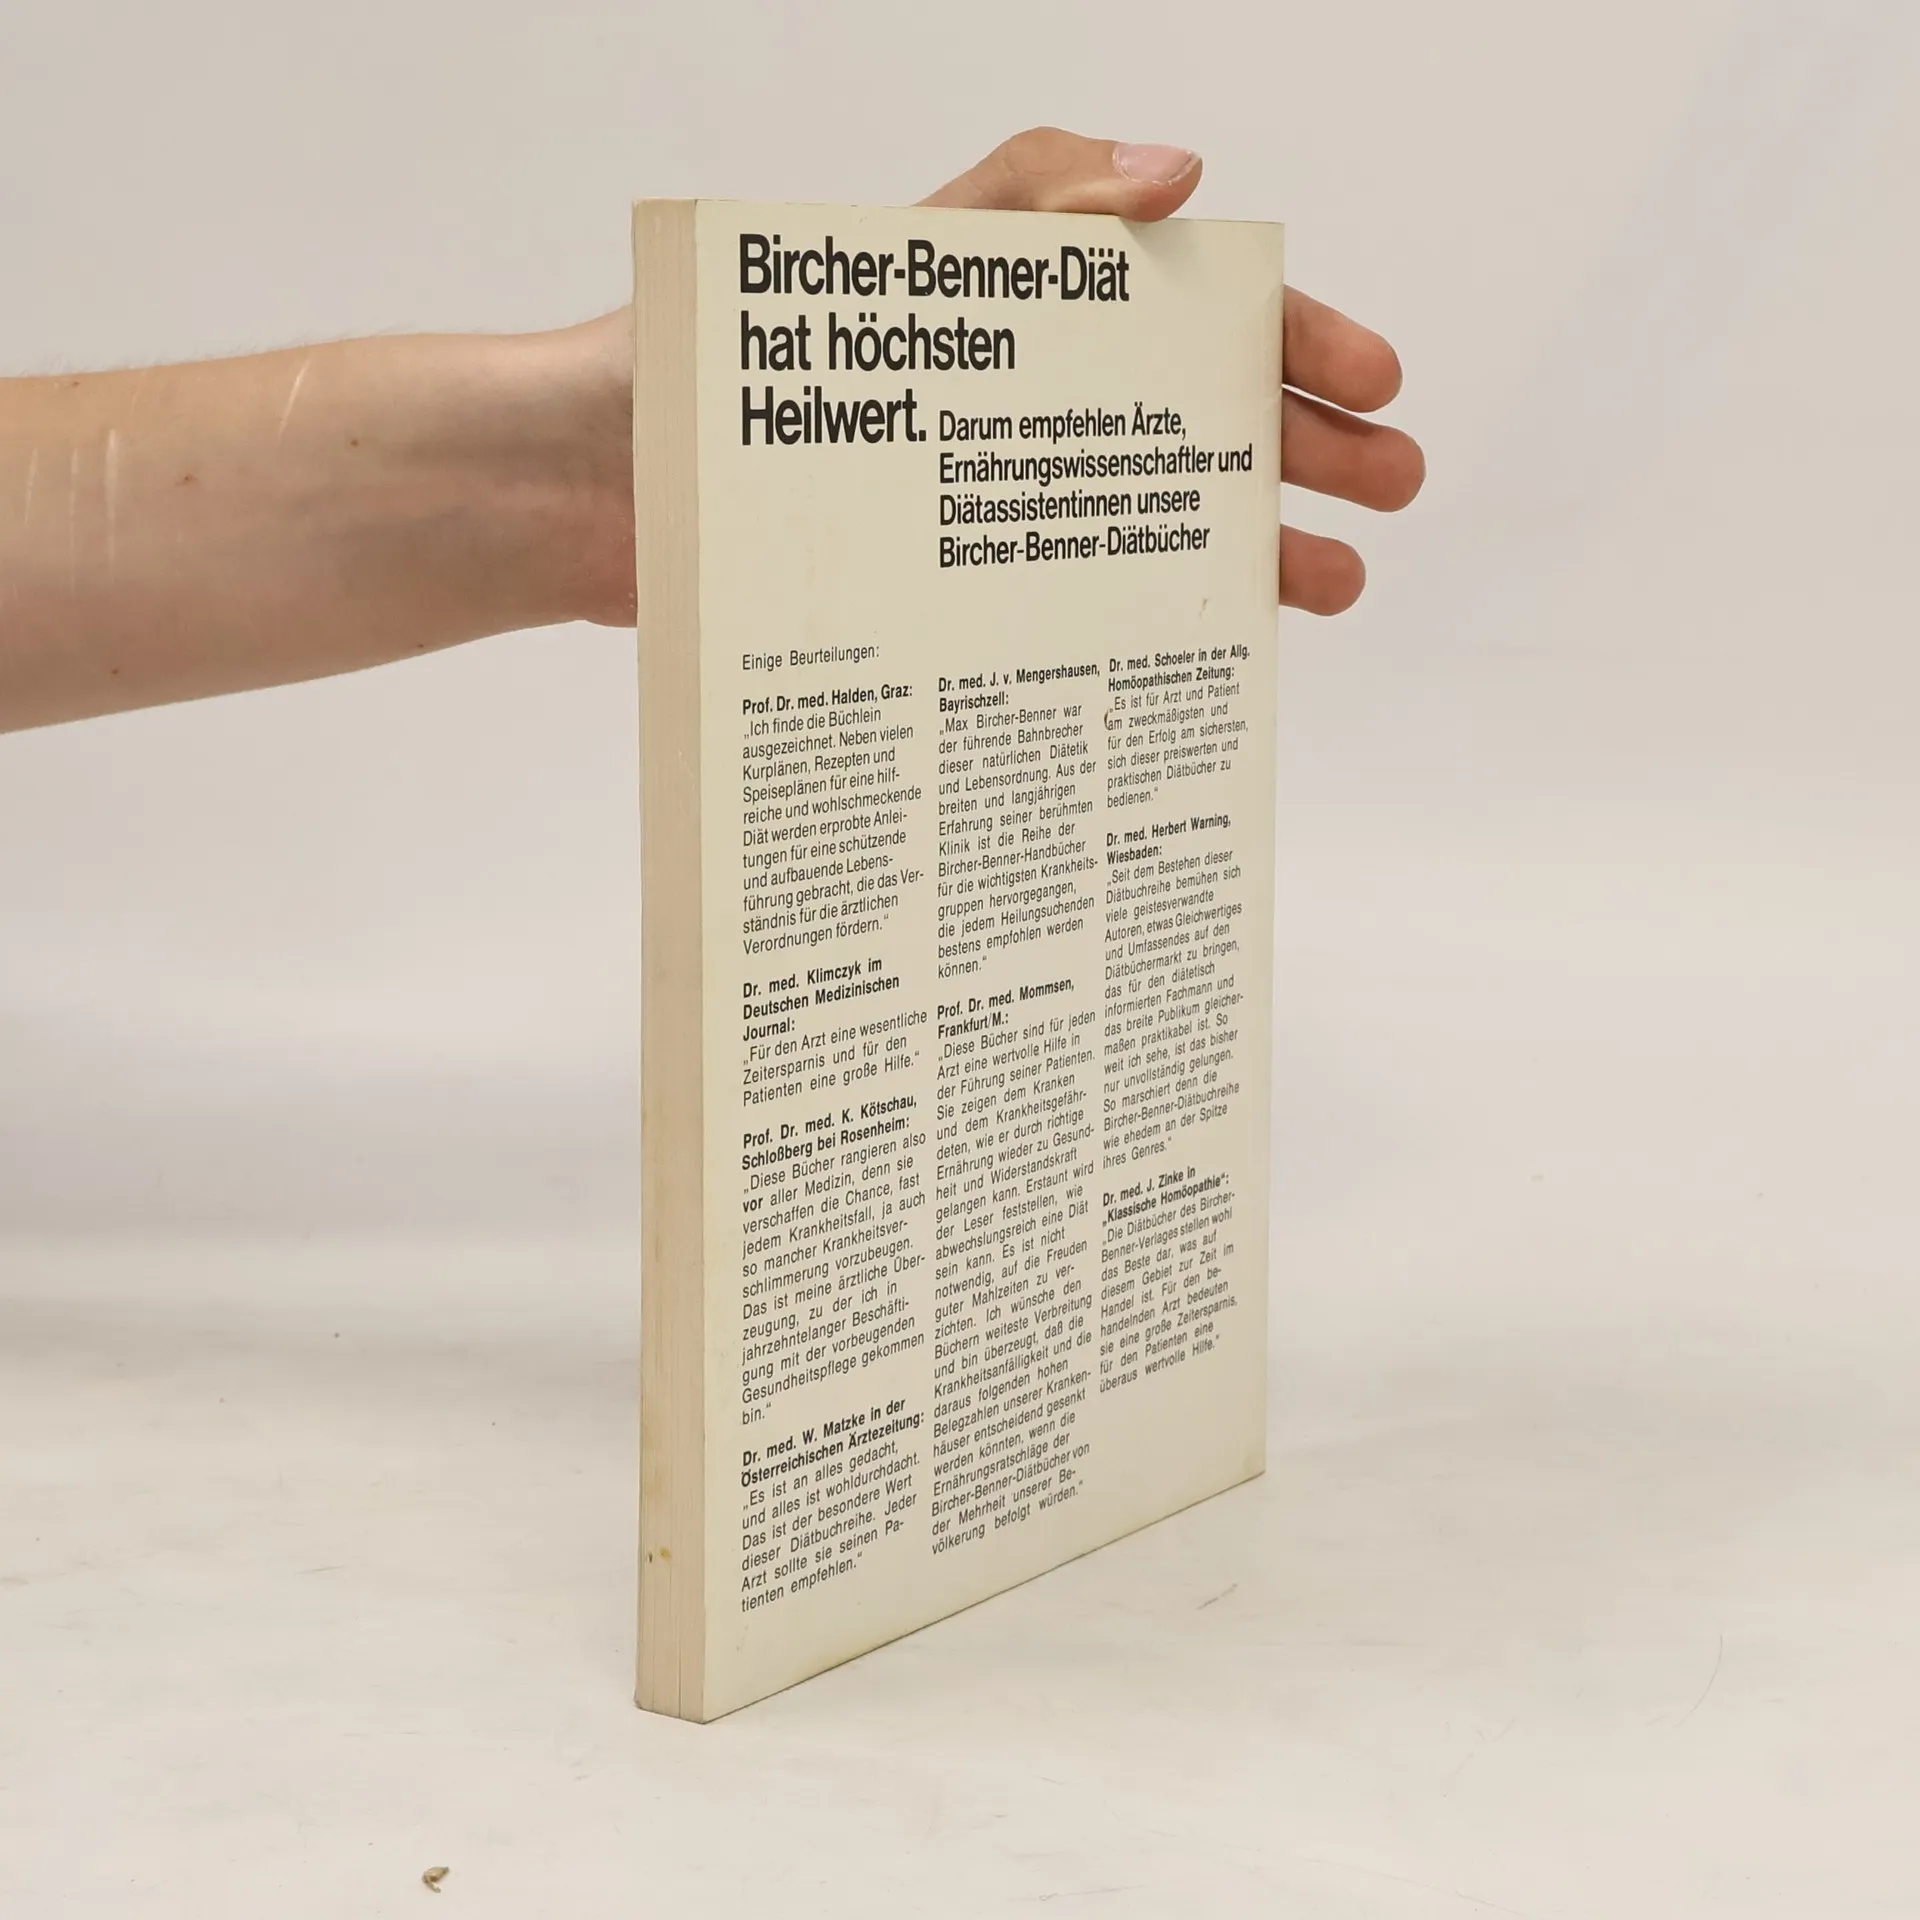 Bircher-Benner-Diät
hat höchsten
Heilwert.
Darum empfehlen Ärzte,
Ernährungswissenschaftler und
Diätassistentinnen unsere
Bircher-Benner-Diätbücher
Einige Beurteilungen:
Prof. Dr. med. Halden, Graz:
„Ich finde die Büchlein
ausgezeichnet. Neben vielen
Kurplänen, Rezepten und
Speiseplänen für eine hilf-
reiche und wohlschmeckende
Diät werden erprobte Anlei-
tungen für eine schützende
und aufbauende Lebens-
führung gebracht, die das Ver-
ständnis für die ärztlichen
Verordnungen fördern.“
Dr. med. Klimczyk im
Deutschen Medizinischen
Journal:
„Für den Arzt eine wesentliche
Zeitersparnis und für den
Patienten eine große Hilfe.“
Prof. Dr. med. K. Kötschau,
Schloßberg bei Rosenheim:
„Diese Bücher rangieren also
vor aller Medizin, denn sie
verschaffen die Chance, fast
jedem Krankheitsfall, ja auch
so mancher Krankheitsver-
schlimmerung vorzubeugen.
Das ist meine ärztliche Über-
zeugung, zu der ich in
jahrzehntelanger Beschäfti-
gung mit der vorbeugenden
Gesundheitspflege gekommen
bin.“
Dr. med. W. Matzke in der
Österreichischen Ärztezeitung:
„Es ist an alles gedacht,
und alles ist wohldurchdacht.
Das ist der besondere Wert
dieser Diätbuchreihe. Jeder
Arzt sollte sie seinen Pa-
tienten empfehlen.“
Dr. med. J. v. Mengershausen,
Bayrischzell:
„Max Bircher-Benner war
der führende Bahnbrecher
dieser natürlichen Diätetik
und Lebensordnung. Aus der
breiten und langjährigen
Erfahrung seiner berühmten
Klinik ist die Reihe der
Bircher-Benner-Handbücher
für die wichtigsten Krankheits-
gruppen hervorgegangen,
die jedem Heilungsuchenden
bestens empfohlen werden
können.“
Prof. Dr. med. Mommsen,
Frankfurt/M.:
„Diese Bücher sind für jeden
Arzt eine wertvolle Hilfe in
der Führung seiner Patienten.
Sie zeigen dem Kranken
und dem Krankheitsgefähr-
deten, wie er durch richtige
Ernährung wieder zu Gesund-
heit und Widerstandskraft
gelangen kann. Erstaunt wird
der Leser feststellen, wie
abwechslungsreich eine Diät
sein kann. Es ist nicht
notwendig, auf die Freuden
guter Mahlzeiten zu ver-
zichten. Ich wünsche den
Büchern weiteste Verbreitung
und bin überzeugt, daß die
Krankheitsanfälligkeit und die
daraus folgenden hohen
Belegzahlen unserer Kranken-
häuser entscheidend gesenkt
werden könnten, wenn die
Ernährungsratschläge der
Bircher-Benner-Diätbücher von
der Mehrheit unserer Be-
völkerung befolgt würden.“
Dr. med. Schoeler in der Allg.
Homöopathischen Zeitung:
„Es ist für Arzt und Patient
am zweckmäßigsten und
für den Erfolg am sichersten,
sich dieser preiswerten und
praktischen Diätbücher zu
bedienen.“
Dr. med. Herbert Warning,
Wiesbaden:
„Seit dem Bestehen dieser
Diätbuchreihe bemühen sich
viele geistesverwandte
Autoren, etwas Gleichwertiges
und Umfassendes auf den
Diätbüchermarkt zu bringen,
das für den diätetisch
informierten Fachmann und
das breite Publikum gleicher-
maßen praktikabel ist. So
weit ich sehe, ist das bisher
nur unvollständig gelungen.
So marschiert denn die
Bircher-Benner-Diätbuchreihe
wie ehedem an der Spitze
ihres Genres.“
Dr. med. J. Zinke in
„Klassische Homöopathie“:
„Die Diätbücher des Bircher-
Benner-Verlages stellen wohl
das Beste dar, was auf
diesem Gebiet zur Zeit im
Handel ist. Für den be-
handelnden Arzt bedeuten
sie eine große Zeitersparnis,
für den Patienten eine
überaus wertvolle Hilfe.“